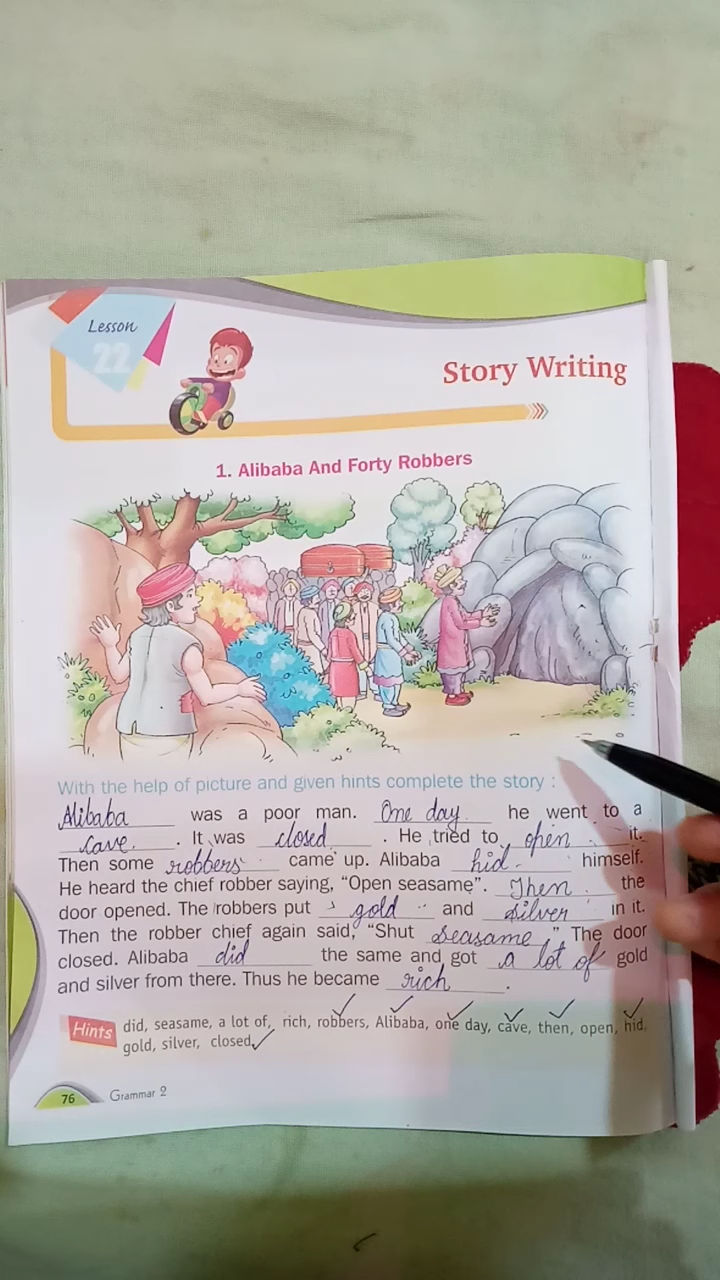 Lesson
22
Story Writing
1. Alibaba And Forty Robbers
With the help of picture and given hints complete the story :
Alibaba was a poor man. One day he went to a
cave . It was closed . He tried to open it.
Then some robbers came up. Alibaba hid himself.
He heard the chief robber saying, “Open seasame”. Then the
door opened. The robbers put gold and silver in it.
Then the robber chief again said, “Shut seasame ” The door
closed. Alibaba did the same and got a lot of gold
and silver from there. Thus he became rich .
Hints did, seasame, a lot of, rich, robbers, Alibaba, one day, cave, then, open, hid,
gold, silver, closed
76 Grammar 2